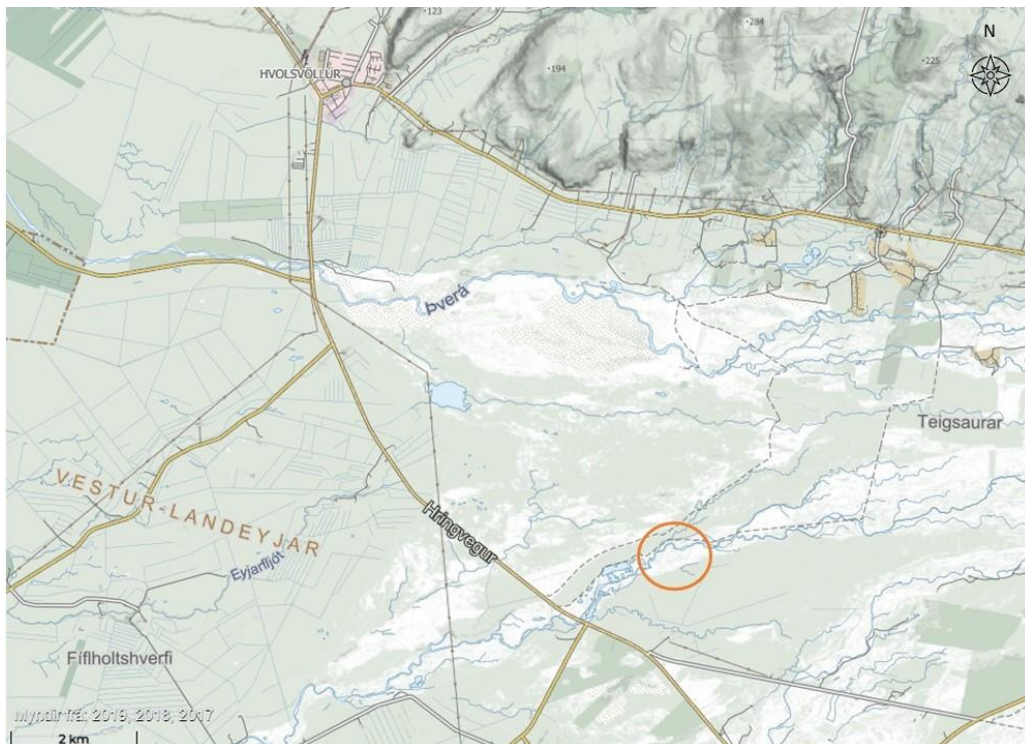 ·123
·284
N
HVOLSVÖLLUR
·194
·225
Þverá
Teigsaurar
VESTUR-LANDEYJAR
Hringvegur
Eyjarfljót
Fíflholtshverfi
Myndir frá: 2019, 2018, 2017
2 km